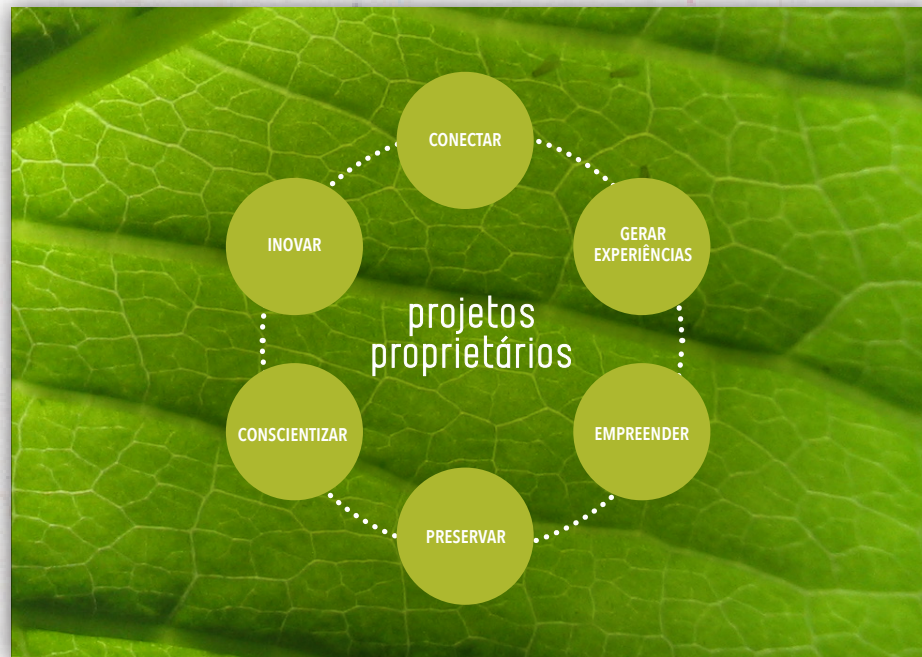 CONECTAR
GERAR
EXPERIÊNCIAS
INOVAR
projetos
proprietários
EMPREENDER
CONSCIENTIZAR
PRESERVAR